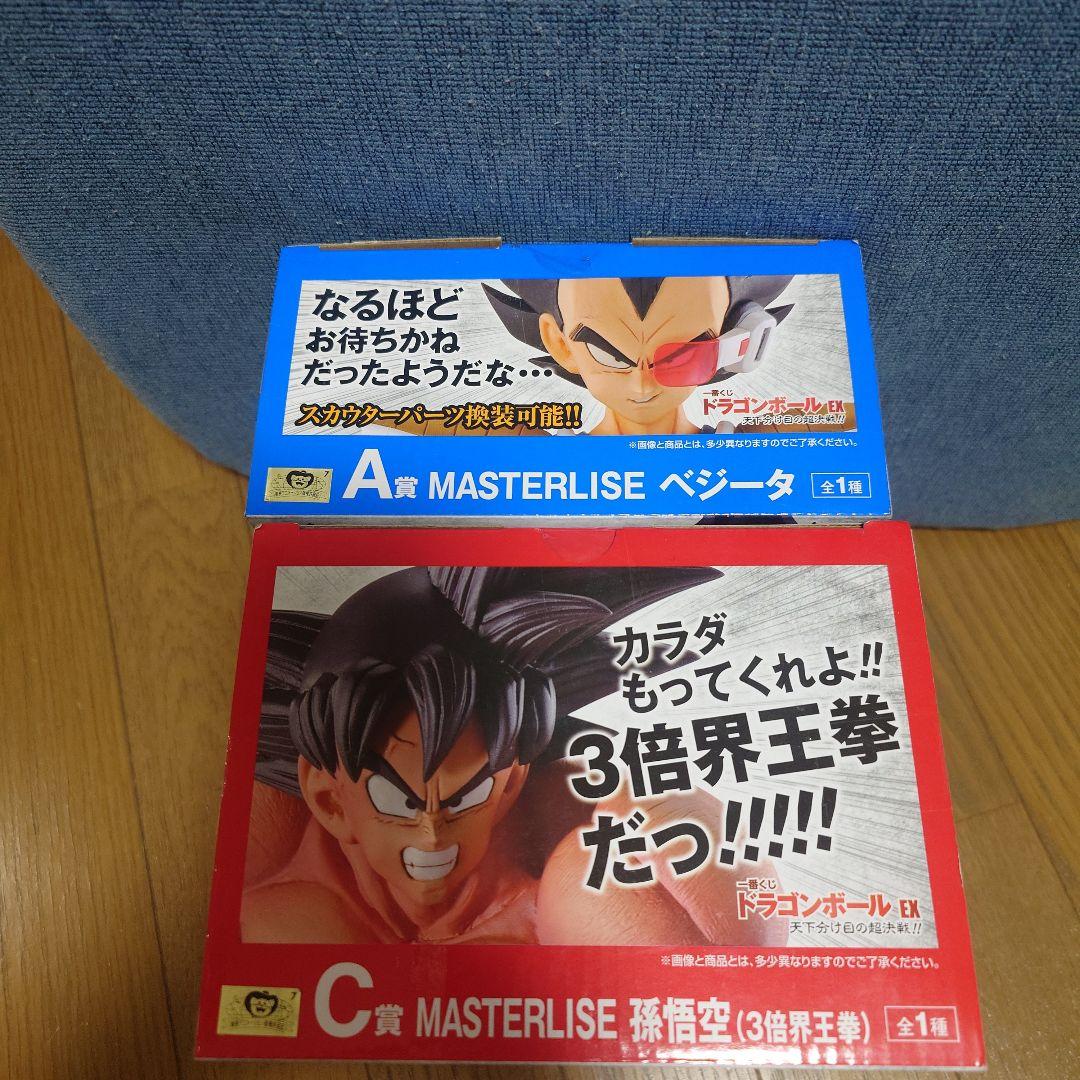 なるほど
お待ちかね
だったようだな…
スカウターパーツ換装可能!!
一番くじ
ドラゴンボール EX
天下分け目の超決戦!!
※画像と商品とは、多少異なりますのでご了承ください。
A賞 MASTERLISE ベジータ 全1種
カラダ
もってくれよ!!
3倍界王拳
だっ!!!!!
一番くじ
ドラゴンボール EX
天下分け目の超決戦!!
※画像と商品とは、多少異なりますのでご了承ください。
C賞 MASTERLISE 孫悟空(3倍界王拳) 全1種